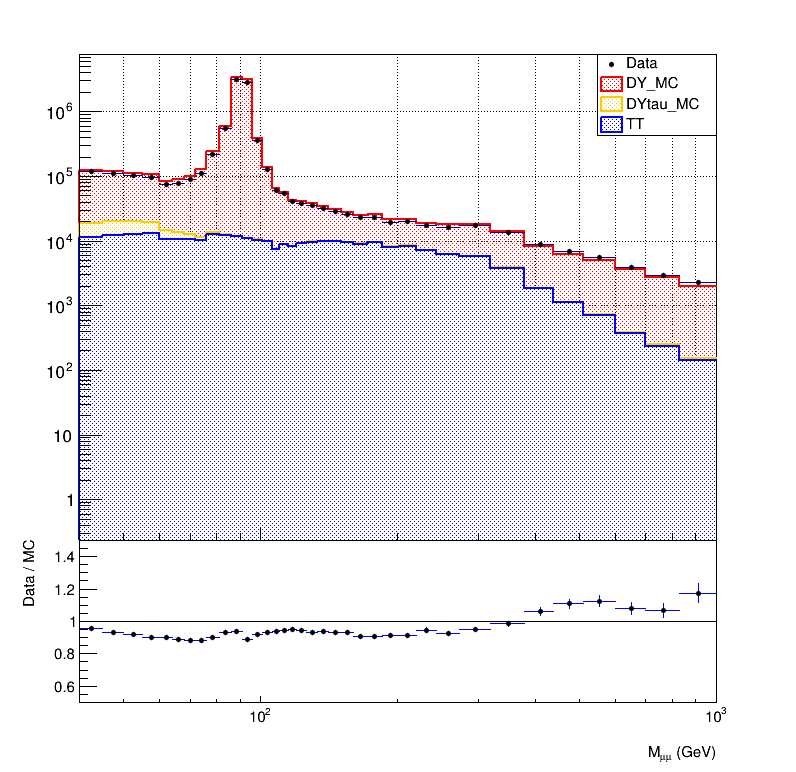 Data
DY_MC
DYtau_MC
TT
10^6
10^5
10^4
10^3
10^2
10
1
Data / MC
1.4
1.2
1
0.8
0.6
10^2
10^3
M_μμ (GeV)